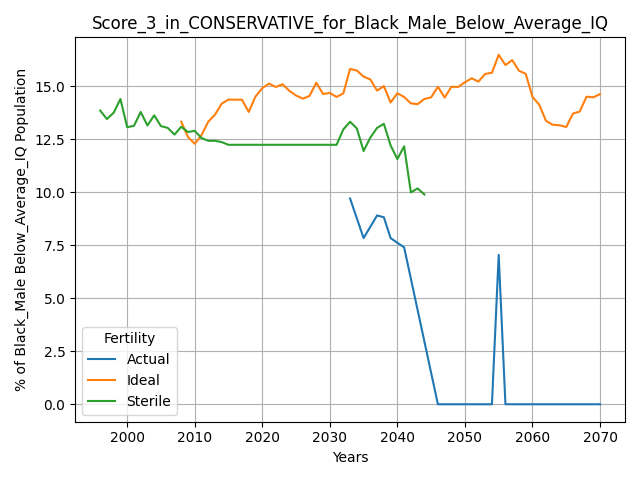 Score_3_in_CONSERVATIVE_for_Black_Male_Below_Average_IQ
% of Black_Male Below_Average_IQ Population
15.0
12.5
10.0
7.5
5.0
2.5
0.0
Fertility
Actual
Ideal
Sterile
2000 2010 2020 2030 2040 2050 2060 2070
Years